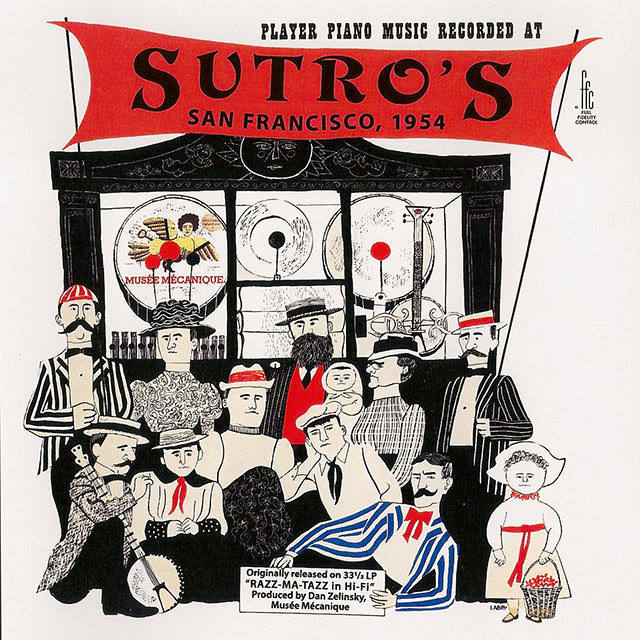 PLAYER PIANO MUSIC RECORDED AT
SUTRO'S
SAN FRANCISCO, 1954
ffc
FULL
FIDELITY
CONTROL
MUSÉE MÉCANIQUE
Originally released on 33⅓ LP
"RAZZ-MA-TAZZ in Hi-Fi"
Produced by Dan Zelinsky,
Musée Mécanique